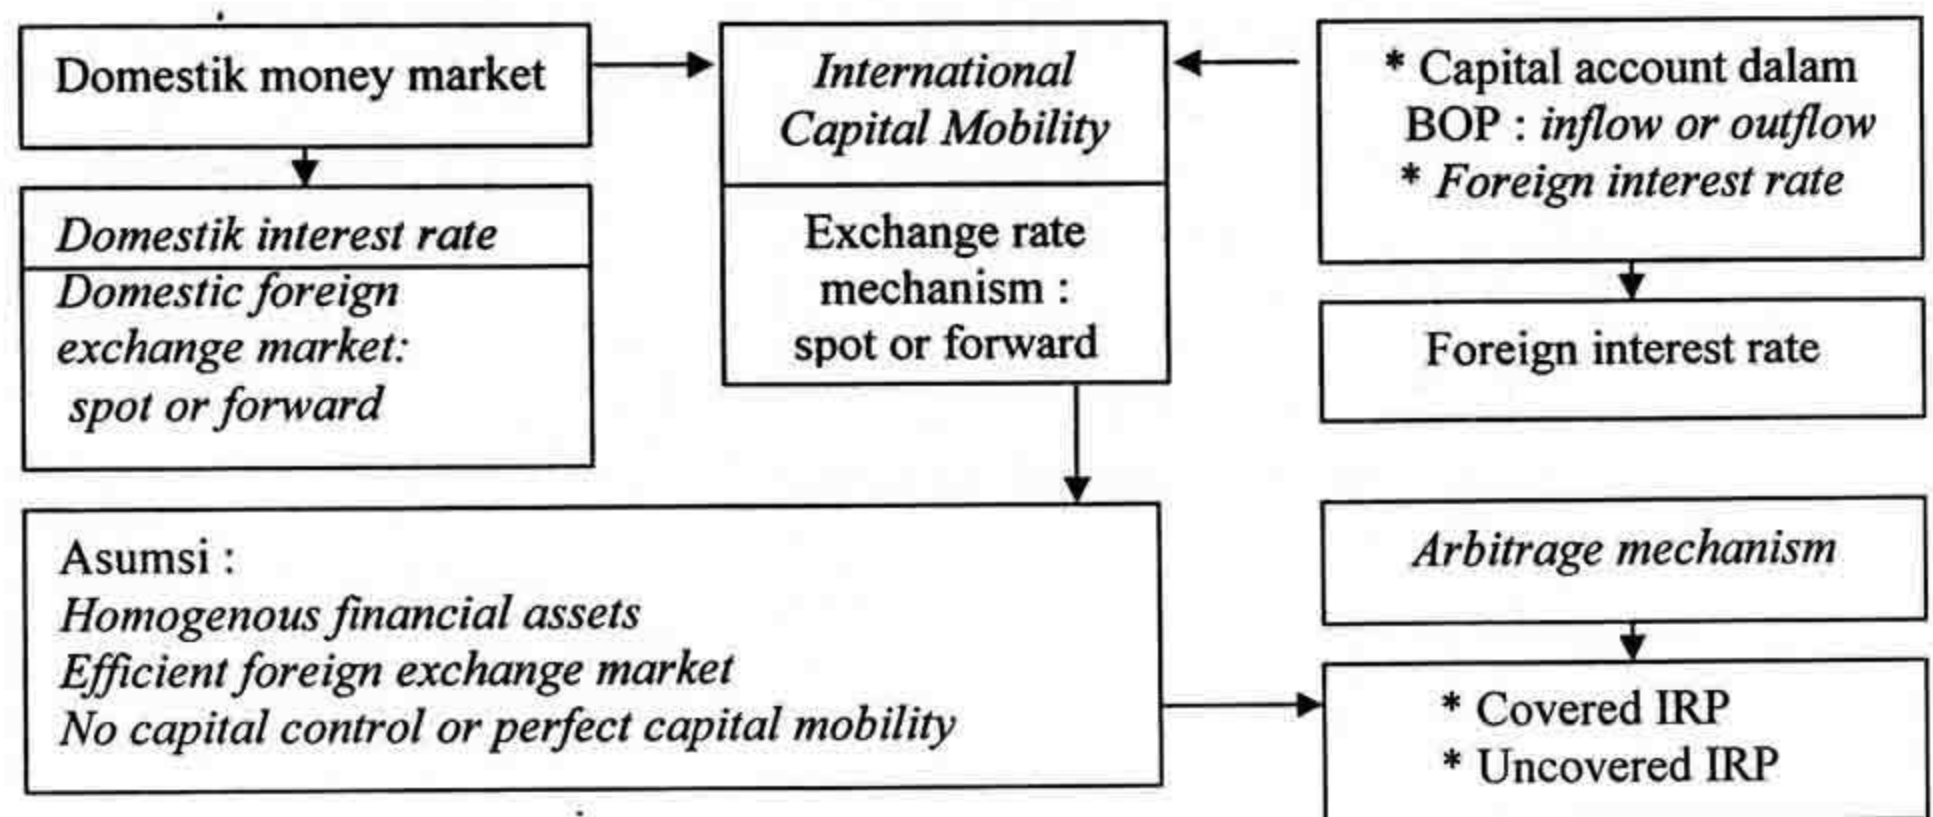 Domestik money market
Domestik interest rate
Domestic foreign
exchange market:
spot or forward
International
Capital Mobility
Exchange rate
mechanism :
spot or forward
* Capital account dalam
BOP : inflow or outflow
* Foreign interest rate
Foreign interest rate
Asumsi :
Homogenous financial assets
Efficient foreign exchange market
No capital control or perfect capital mobility
Arbitrage mechanism
* Covered IRP
* Uncovered IRP